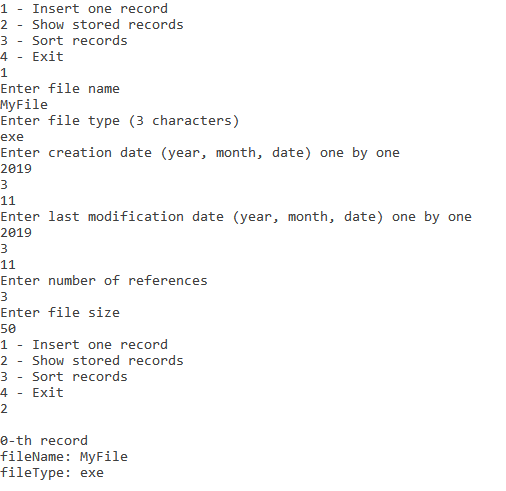 1 - Insert one record
2 - Show stored records
3 - Sort records
4 - Exit
1
Enter file name
MyFile
Enter file type (3 characters)
exe
Enter creation date (year, month, date) one by one
2019
3
11
Enter last modification date (year, month, date) one by one
2019
3
11
Enter number of references
3
Enter file size
50
1 - Insert one record
2 - Show stored records
3 - Sort records
4 - Exit
2
0-th record
fileName: MyFile
fileType: exe